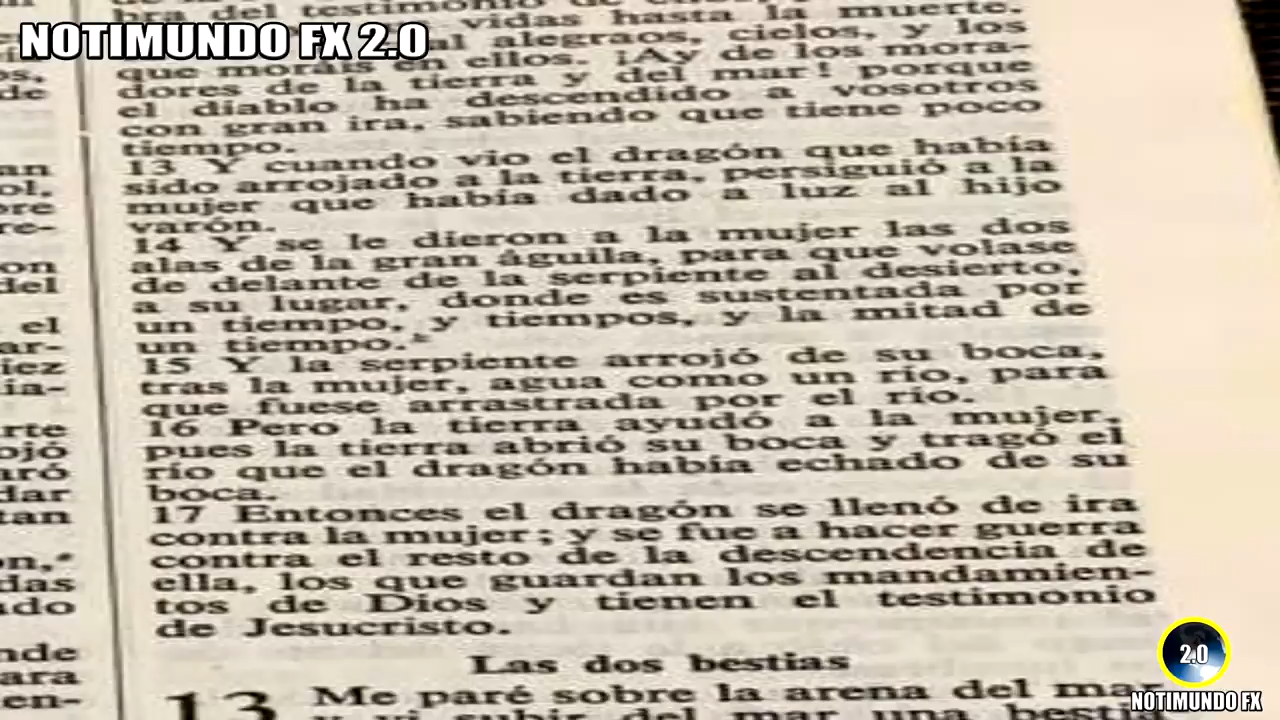 NOTIMUNDO FX 2.0
vidas hasta la muerte.
alegraos, cielos, y los
que moráis en ellos. ¡Ay de los mora-
dores de la tierra y del mar! porque
el diablo ha descendido a vosotros
con gran ira, sabiendo que tiene poco
tiempo.
13 Y cuando vio el dragón que había
sido arrojado a la tierra, persiguió a la
mujer que había dado a luz al hijo
varón.
14 Y se le dieron a la mujer las dos
alas de la gran águila, para que volase
de delante de la serpiente al desierto,
a su lugar, donde es sustentada por
un tiempo, y tiempos, y la mitad de
un tiempo.
15 Y la serpiente arrojó de su boca,
tras la mujer, agua como un río, para
que fuese arrastrada por el río.
16 Pero la tierra ayudó a la mujer,
pues la tierra abrió su boca y tragó el
río que el dragón había echado de su
boca.
17 Entonces el dragón se llenó de ira
contra la mujer; y se fue a hacer guerra
contra el resto de la descendencia de
ella, los que guardan los mandamien-
tos de Dios y tienen el testimonio
de Jesucristo.
Las dos bestias
13 Me paré sobre la arena del mar
y vi subir del mar una
2.0
NOTIMUNDO FX